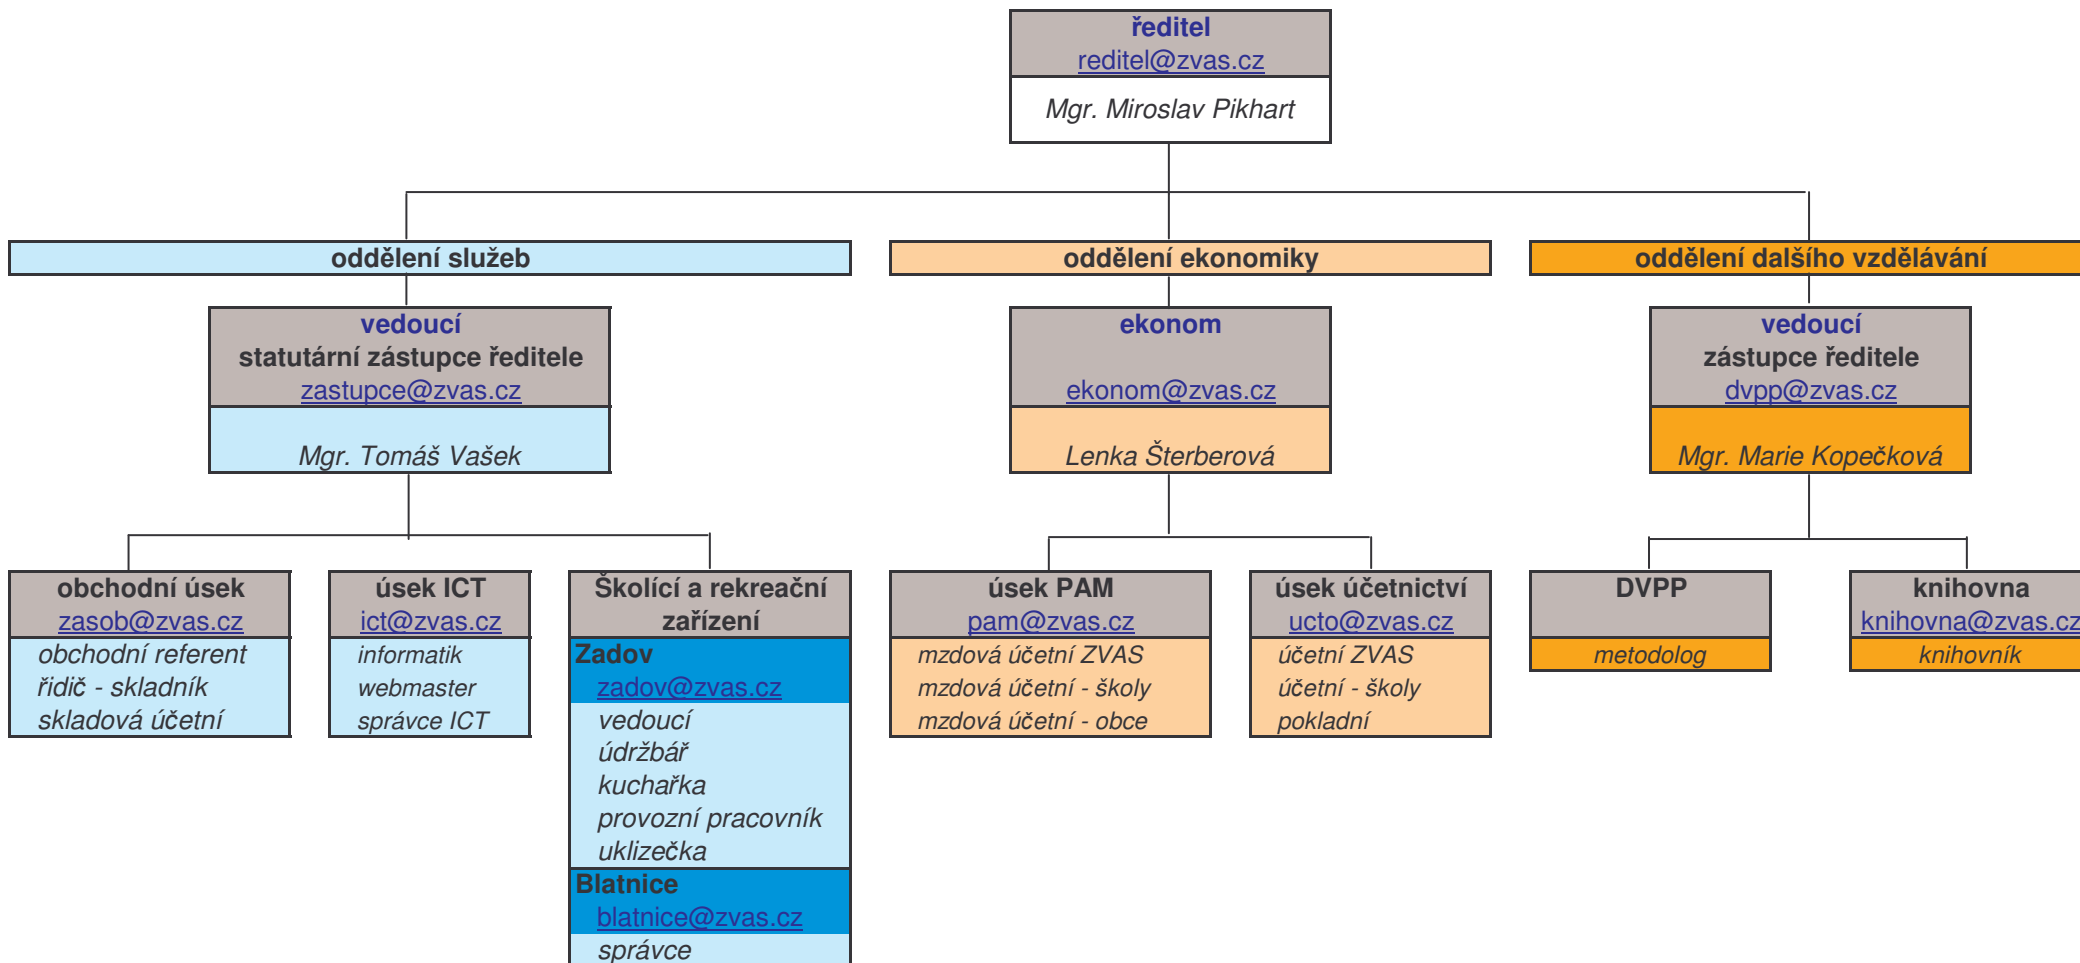 ředitel
reditel@zvas.cz
Mgr. Miroslav Pikhart
oddělení služeb
oddělení ekonomiky
oddělení dalšího vzdělávání
vedoucí
statutární zástupce ředitele
zastupce@zvas.cz
Mgr. Tomáš Vašek
ekonom
ekonom@zvas.cz
Lenka Šterberová
vedoucí
zástupce ředitele
dvpp@zvas.cz
Mgr. Marie Kopečková
obchodní úsek
zasob@zvas.cz
obchodní referent
řidič - skladník
skladová účetní
úsek ICT
ict@zvas.cz
informatik
webmaster
správce ICT
Školící a rekreační
zařízení
Zadov
zadov@zvas.cz
vedoucí
údržbář
kuchařka
provozní pracovník
uklizečka
Blatnice
blatnice@zvas.cz
správce
úsek PAM
pam@zvas.cz
mzdová účetní ZVAS
mzdová účetní - školy
mzdová účetní - obce
úsek účetnictví
ucto@zvas.cz
účetní ZVAS
účetní - školy
pokladní
DVPP
metodolog
knihovna
knihovna@zvas.cz
knihovník